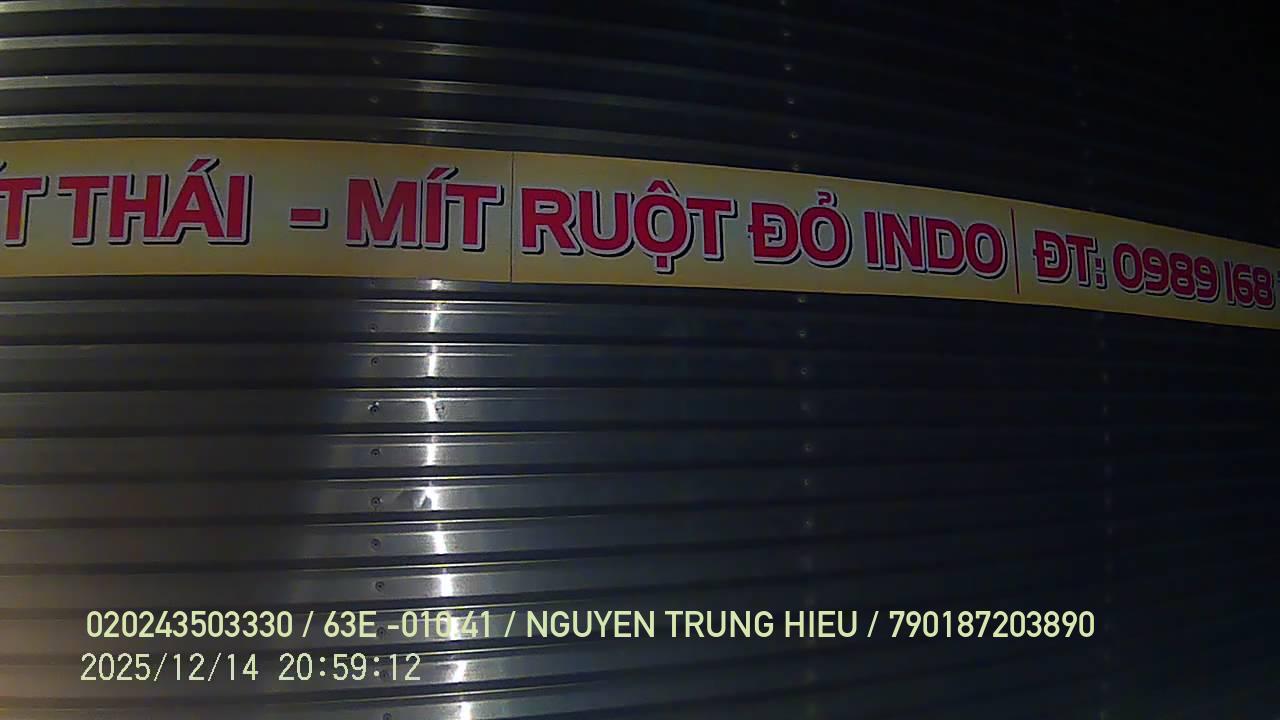 T THÁI - MÍT RUỘT ĐỎ INDO | ĐT: 0989 168
020243503330 / 63E -010.41 / NGUYEN TRUNG HIEU / 790187203890
2025/12/14 20:59:12